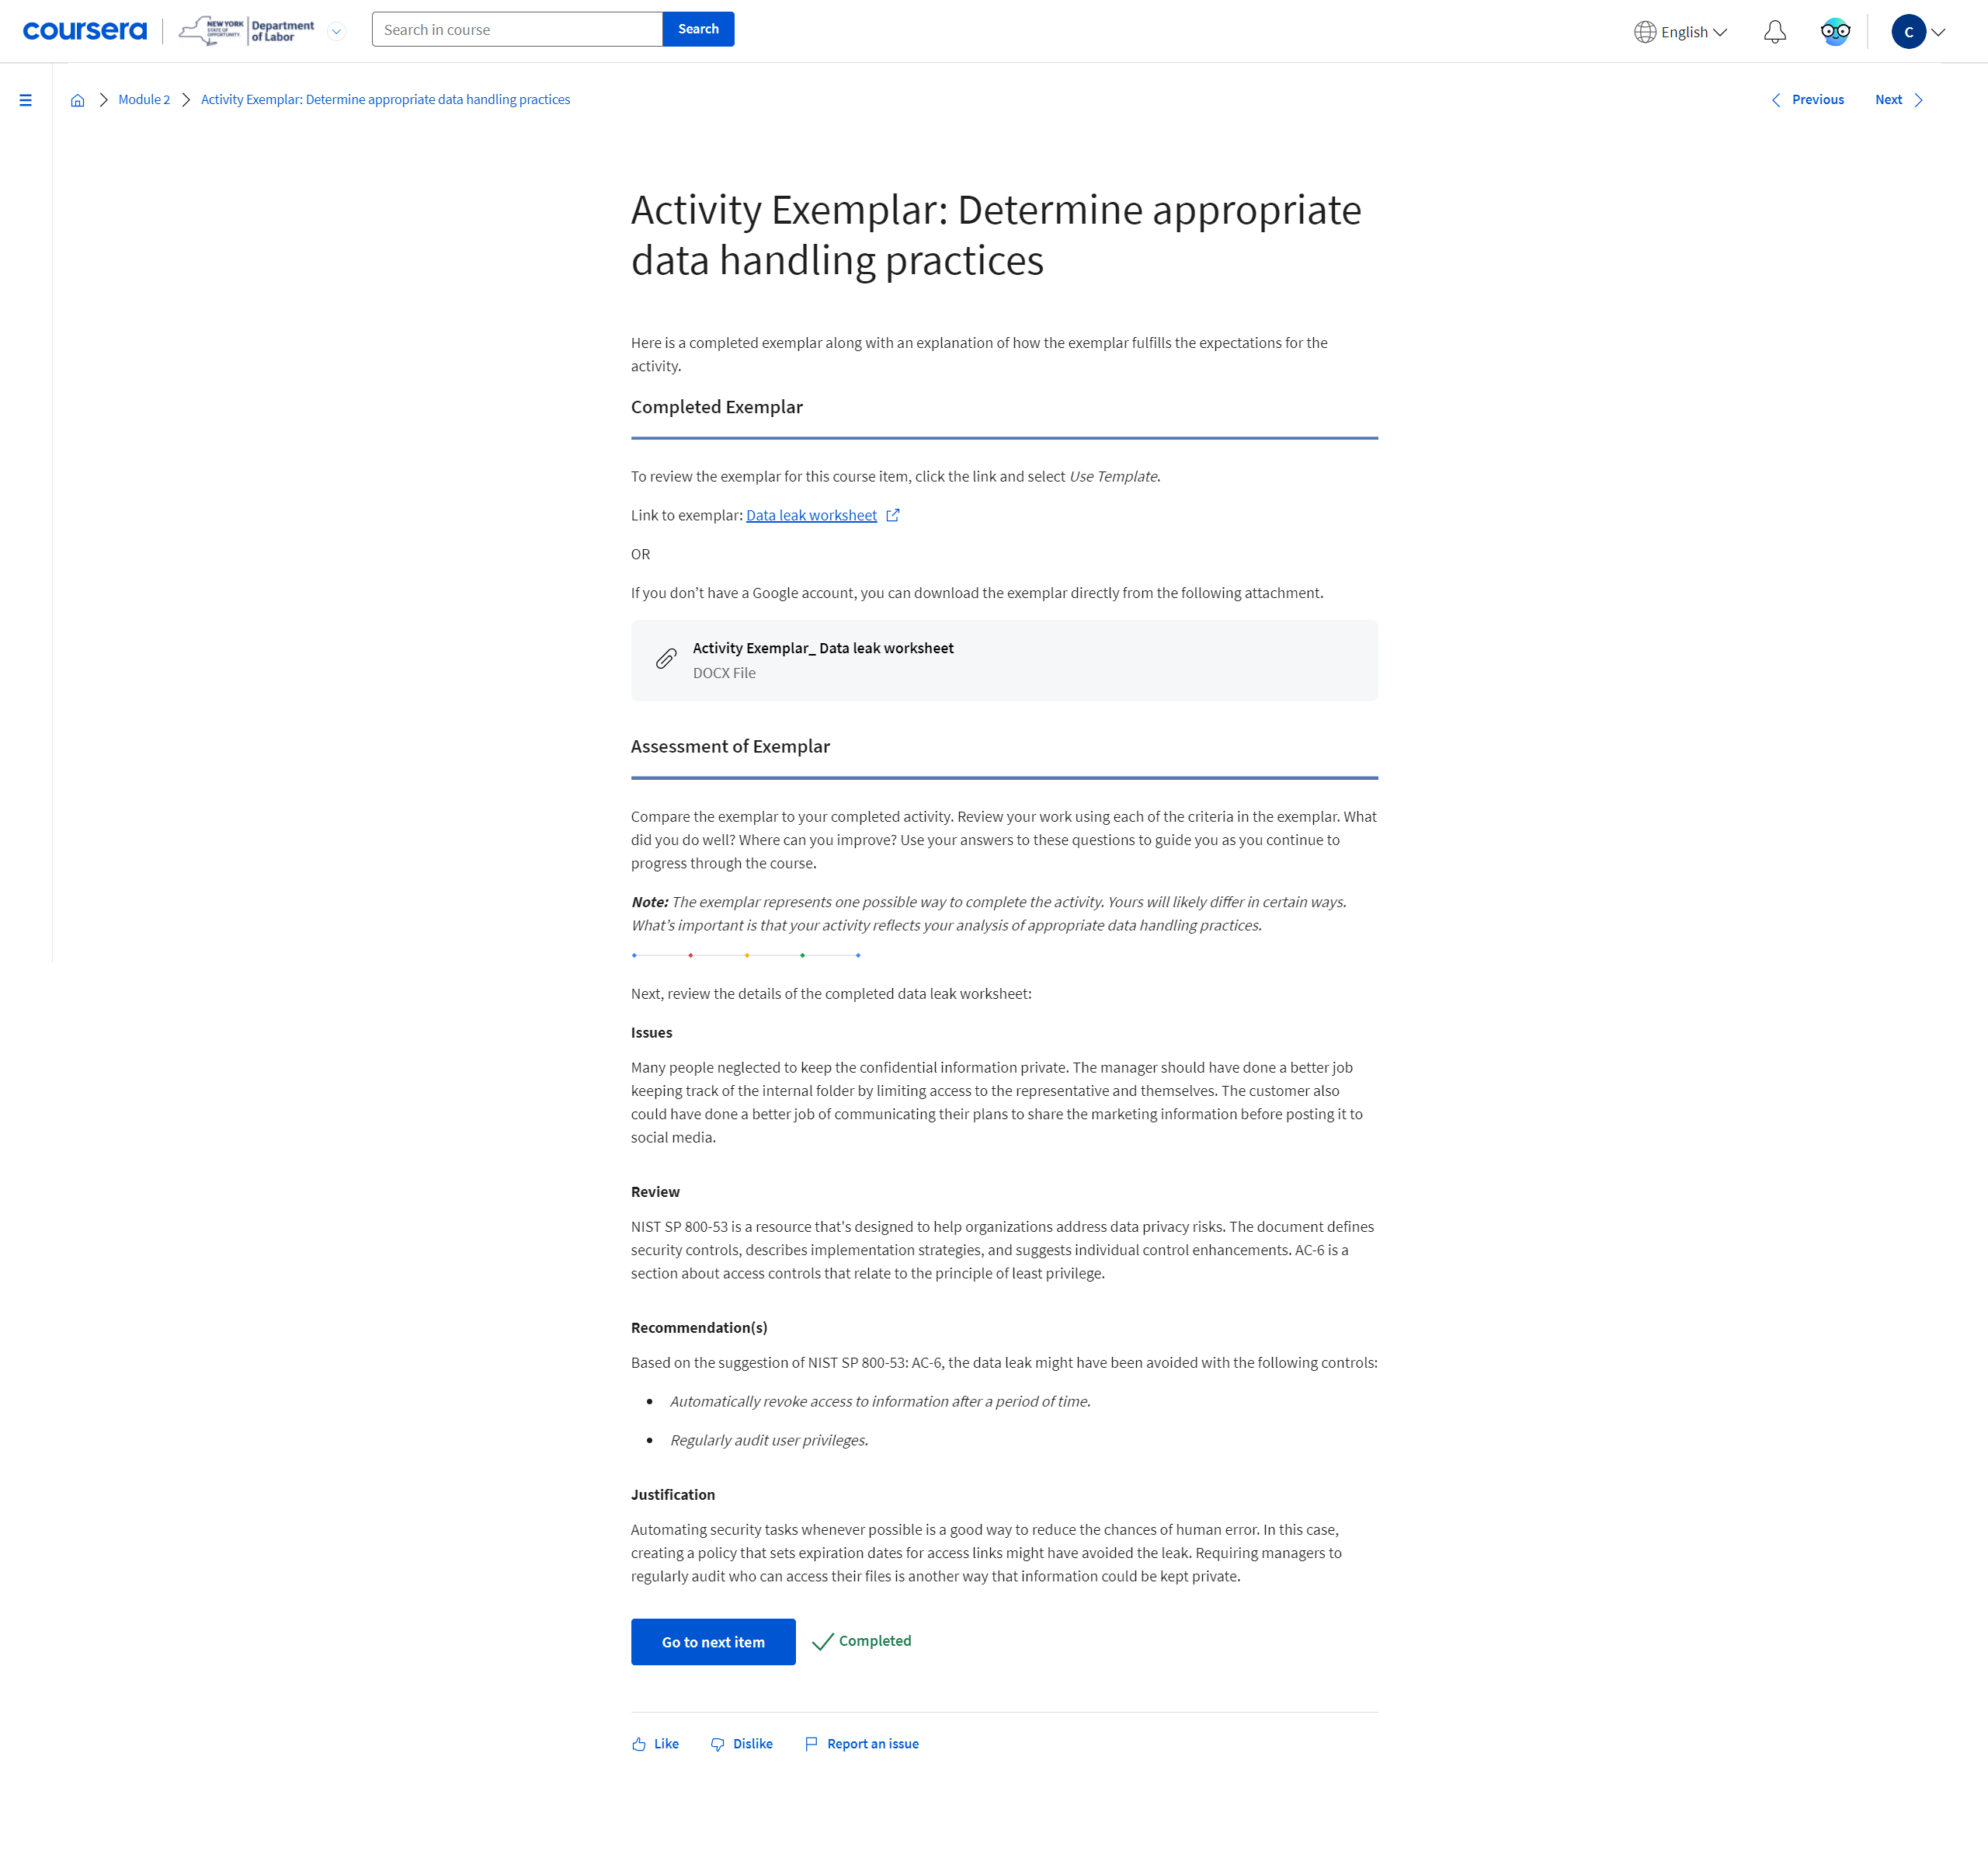 coursera
NEW YORK
STATE OF
OPPORTUNITY.
Department
of Labor
Search in course
Search
English
C
Module 2
Activity Exemplar: Determine appropriate data handling practices
Previous
Next
Activity Exemplar: Determine appropriate
data handling practices
Here is a completed exemplar along with an explanation of how the exemplar fulfills the expectations for the
activity.
Completed Exemplar
To review the exemplar for this course item, click the link and select Use Template.
Link to exemplar: Data leak worksheet
OR
If you don’t have a Google account, you can download the exemplar directly from the following attachment.
Activity Exemplar_ Data leak worksheet
DOCX File
Assessment of Exemplar
Compare the exemplar to your completed activity. Review your work using each of the criteria in the exemplar. What
did you do well? Where can you improve? Use your answers to these questions to guide you as you continue to
progress through the course.
Note: The exemplar represents one possible way to complete the activity. Yours will likely differ in certain ways.
What’s important is that your activity reflects your analysis of appropriate data handling practices.
Next, review the details of the completed data leak worksheet:
Issues
Many people neglected to keep the confidential information private. The manager should have done a better job
keeping track of the internal folder by limiting access to the representative and themselves. The customer also
could have done a better job of communicating their plans to share the marketing information before posting it to
social media.
Review
NIST SP 800-53 is a resource that's designed to help organizations address data privacy risks. The document defines
security controls, describes implementation strategies, and suggests individual control enhancements. AC-6 is a
section about access controls that relate to the principle of least privilege.
Recommendation(s)
Based on the suggestion of NIST SP 800-53: AC-6, the data leak might have been avoided with the following controls:
• Automatically revoke access to information after a period of time.
• Regularly audit user privileges.
Justification
Automating security tasks whenever possible is a good way to reduce the chances of human error. In this case,
creating a policy that sets expiration dates for access links might have avoided the leak. Requiring managers to
regularly audit who can access their files is another way that information could be kept private.
Go to next item
Completed
Like
Dislike
Report an issue